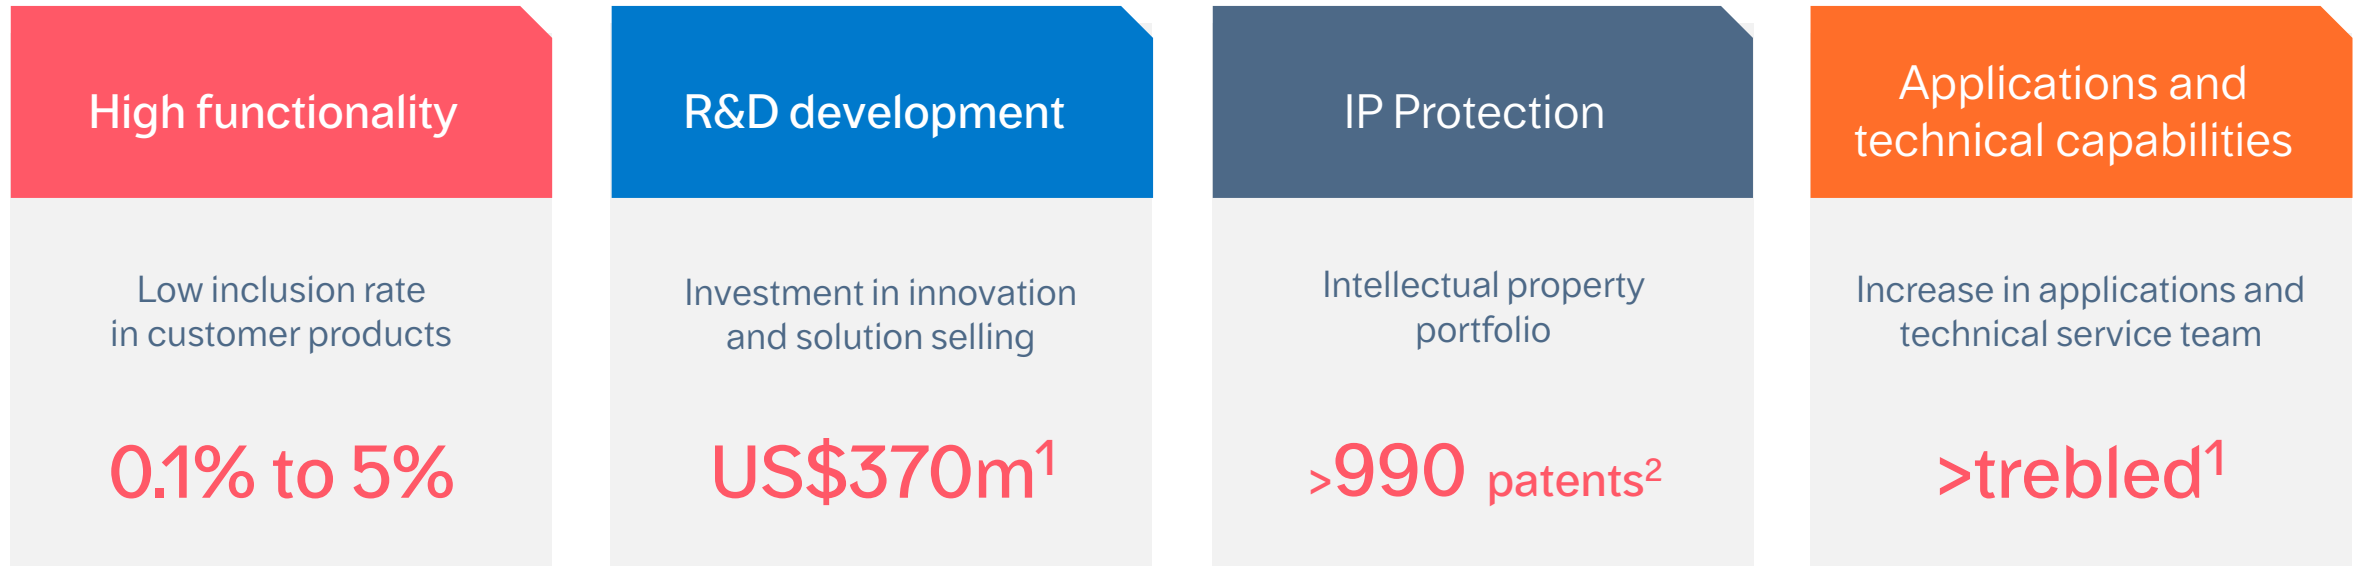 High functionality
Low inclusion rate
in customer products
0.1% to 5%
R&D development
Investment in innovation
and solution selling
US$370m¹
IP Protection
Intellectual property
portfolio
>990 patents²
Applications and
technical capabilities
Increase in applications and
technical service team
>trebled¹